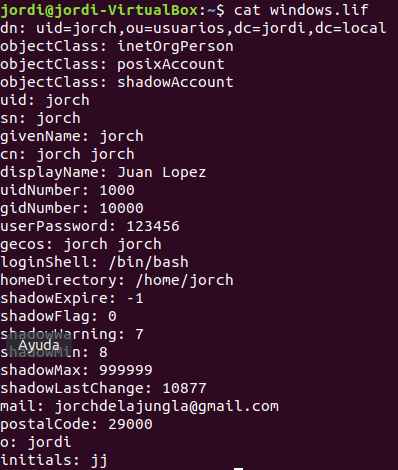 jordi@jordi-VirtualBox:~$ cat windows.lif
dn: uid=jorch,ou=usuarios,dc=jordi,dc=local
objectClass: inetOrgPerson
objectClass: posixAccount
objectClass: shadowAccount
uid: jorch
sn: jorch
givenName: jorch
cn: jorch jorch
displayName: Juan Lopez
uidNumber: 1000
gidNumber: 10000
userPassword: 123456
gecos: jorch jorch
loginShell: /bin/bash
homeDirectory: /home/jorch
shadowExpire: -1
shadowFlag: 0
shadowWarning: 7
Ayuda
shadowMin: 8
shadowMax: 999999
shadowLastChange: 10877
mail: jorchdelajungla@gmail.com
postalCode: 29000
o: jordi
initials: jj